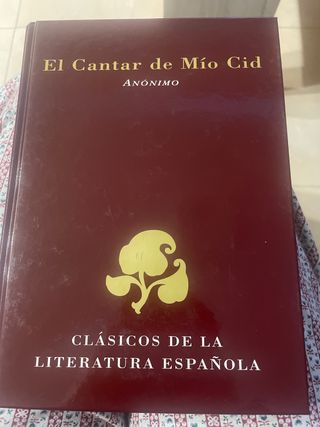 El Cantar de Mío Cid
Anónimo
CLÁSICOS DE LA
LITERATURA ESPAÑOLA